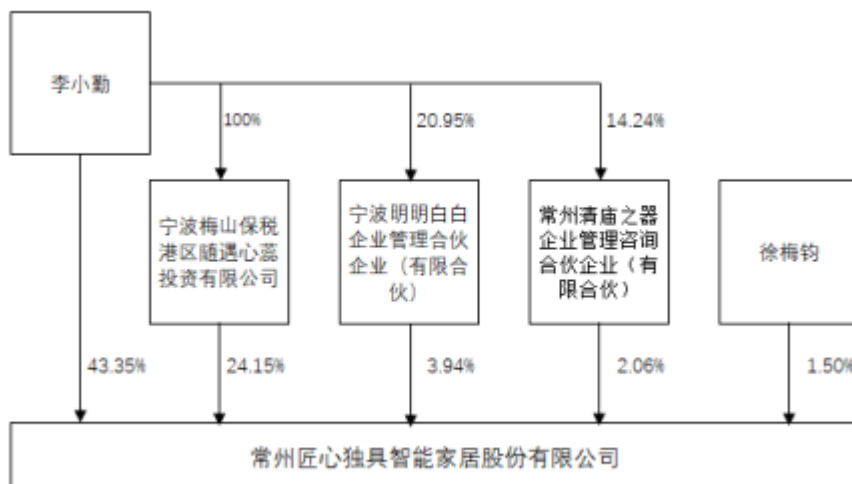 李小勤
100%
20.95%
14.24%
宁波梅山保税
港区随遇心蕊
投资有限公司
宁波明明白白
企业管理合伙
企业（有限合
伙）
常州清庙之器
企业管理咨询
合伙企业（有
限合伙）
徐梅钧
43.35%
24.15%
3.94%
2.06%
1.50%
常州匠心独具智能家居股份有限公司